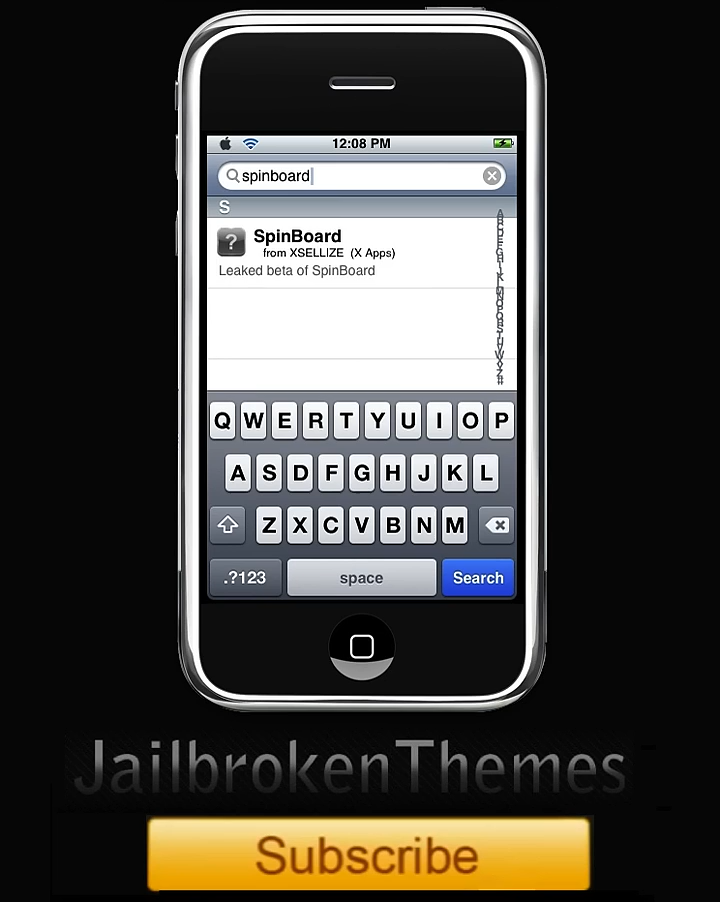 12:08 PM
spinboard
S
SpinBoard
from XSELLIZE (X Apps)
Leaked beta of SpinBoard
A
B
C
D
E
F
G
H
I
J
K
L
M
N
O
P
Q
R
S
T
U
V
W
X
Y
Z
#
Q W E R T Y U I O P
A S D F G H J K L
Z X C V B N M
.?123 space Search
JailbrokenThemes
Subscribe